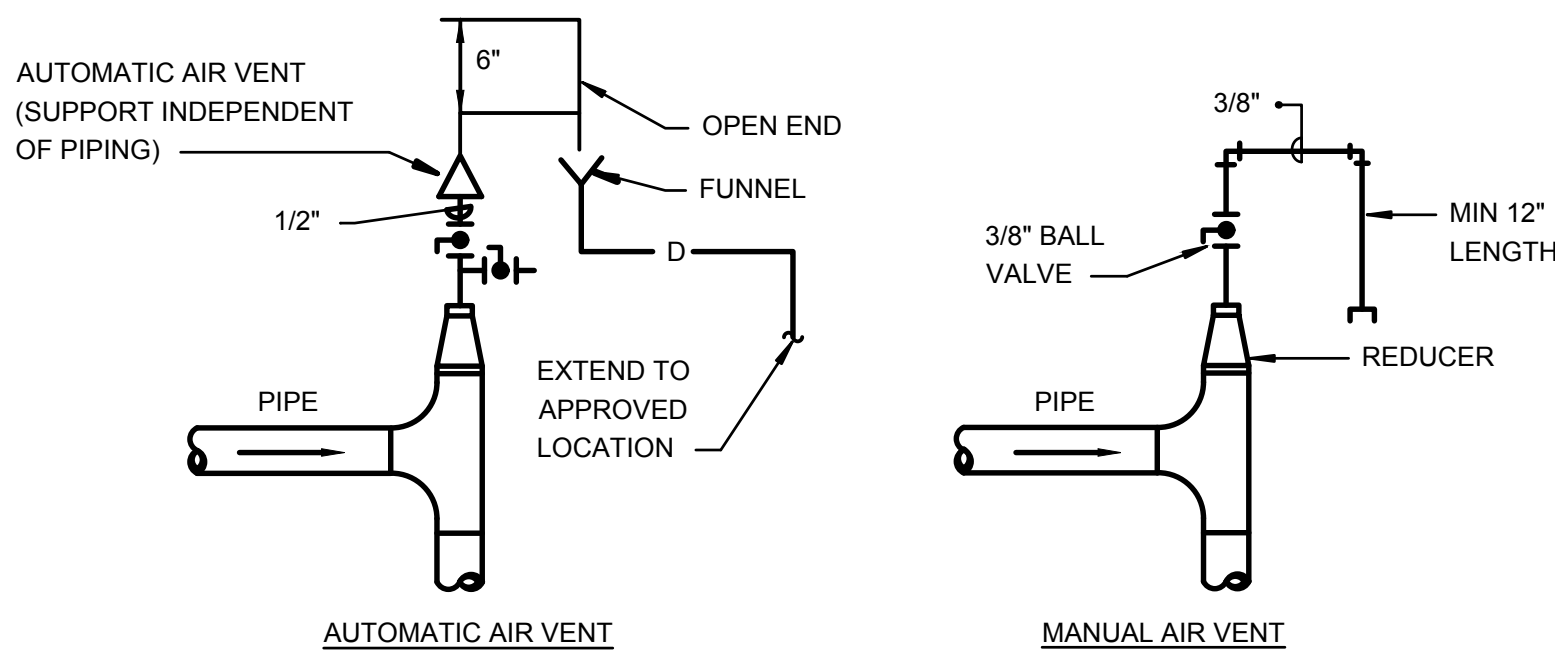 AUTOMATIC AIR VENT
(SUPPORT INDEPENDENT
OF PIPING)
6"
OPEN END
FUNNEL
1/2"
D
EXTEND TO
APPROVED
LOCATION
PIPE
AUTOMATIC AIR VENT
3/8"
3/8" BALL
VALVE
MIN 12"
LENGTH
REDUCER
PIPE
MANUAL AIR VENT